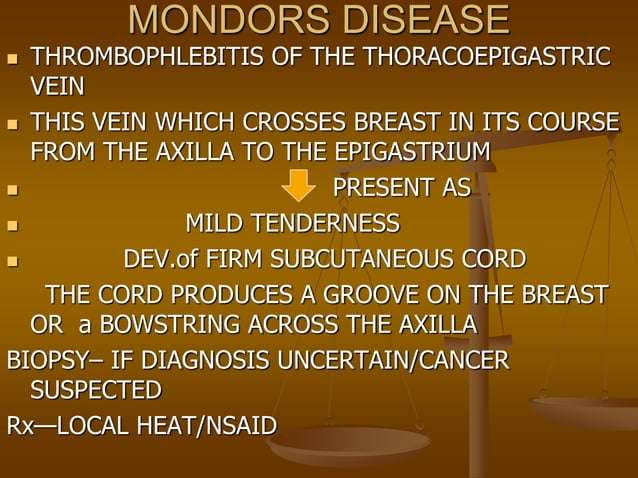 MONDORS DISEASE
THROMBOPHLEBITIS OF THE THORACOEPIGASTRIC
VEIN
THIS VEIN WHICH CROSSES BREAST IN ITS COURSE
FROM THE AXILLA TO THE EPIGASTRIUM
PRESENT AS
MILD TENDERNESS
DEV.of FIRM SUBCUTANEOUS CORD
THE CORD PRODUCES A GROOVE ON THE BREAST
OR a BOWSTRING ACROSS THE AXILLA
BIOPSY– IF DIAGNOSIS UNCERTAIN/CANCER
SUSPECTED
Rx—LOCAL HEAT/NSAID